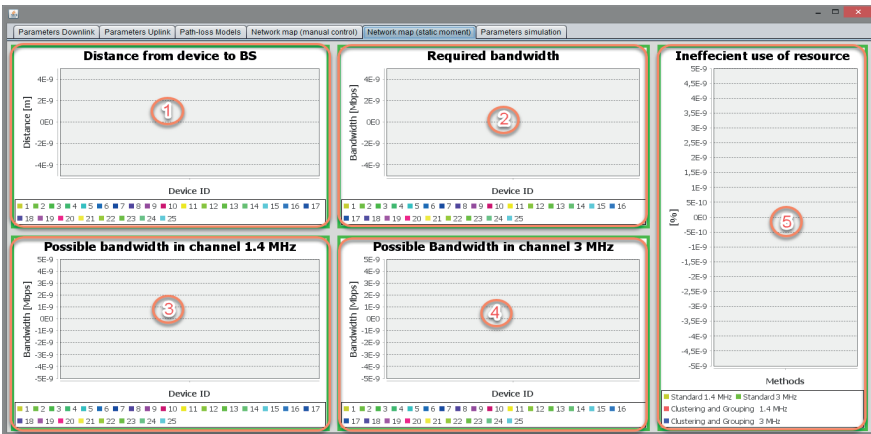 Parameters Downlink Parameters Uplink Path-loss Models Network map (manual control) Network map (static moment) Parameters simulation
Distance from device to BS
Distance [m]
4E-9
2E-9
0E0
-2E-9
-4E-9
1
Device ID
1 2 3 4 5 6 7 8 9 10 11 12 13 14 15 16 17
18 19 20 21 22 23 24 25
Required bandwidth
Bandwidth [Mbps]
4E-9
2E-9
0E0
-2E-9
-4E-9
2
Device ID
1 2 3 4 5 6 7 8 9 10 11 12 13 14 15 16
17 18 19 20 21 22 23 24 25
Possible bandwidth in channel 1.4 MHz
Bandwidth [Mbps]
5E-9
4E-9
3E-9
2E-9
1E-9
0E0
-1E-9
-2E-9
-3E-9
-4E-9
-5E-9
3
Device ID
1 2 3 4 5 6 7 8 9 10 11 12 13 14 15 16 17
18 19 20 21 22 23 24 25
Possible Bandwidth in channel 3 MHz
Bandwidth [Mbps]
5E-9
4E-9
3E-9
2E-9
1E-9
0E0
-1E-9
-2E-9
-3E-9
-4E-9
-5E-9
4
Device ID
1 2 3 4 5 6 7 8 9 10 11 12 13 14 15 16
17 18 19 20 21 22 23 24 25
Ineffecient use of resource
[%]
5E-9
4,5E-9
4E-9
3,5E-9
3E-9
2,5E-9
2E-9
1,5E-9
1E-9
5E-10
0E0
-5E-10
-1E-9
-1,5E-9
-2E-9
-2,5E-9
-3E-9
-3,5E-9
-4E-9
-4,5E-9
-5E-9
5
Methods
Standard 1.4 MHz Standard 3 MHz
Clustering and Grouping 1.4 MHz
Clustering and Grouping 3 MHz